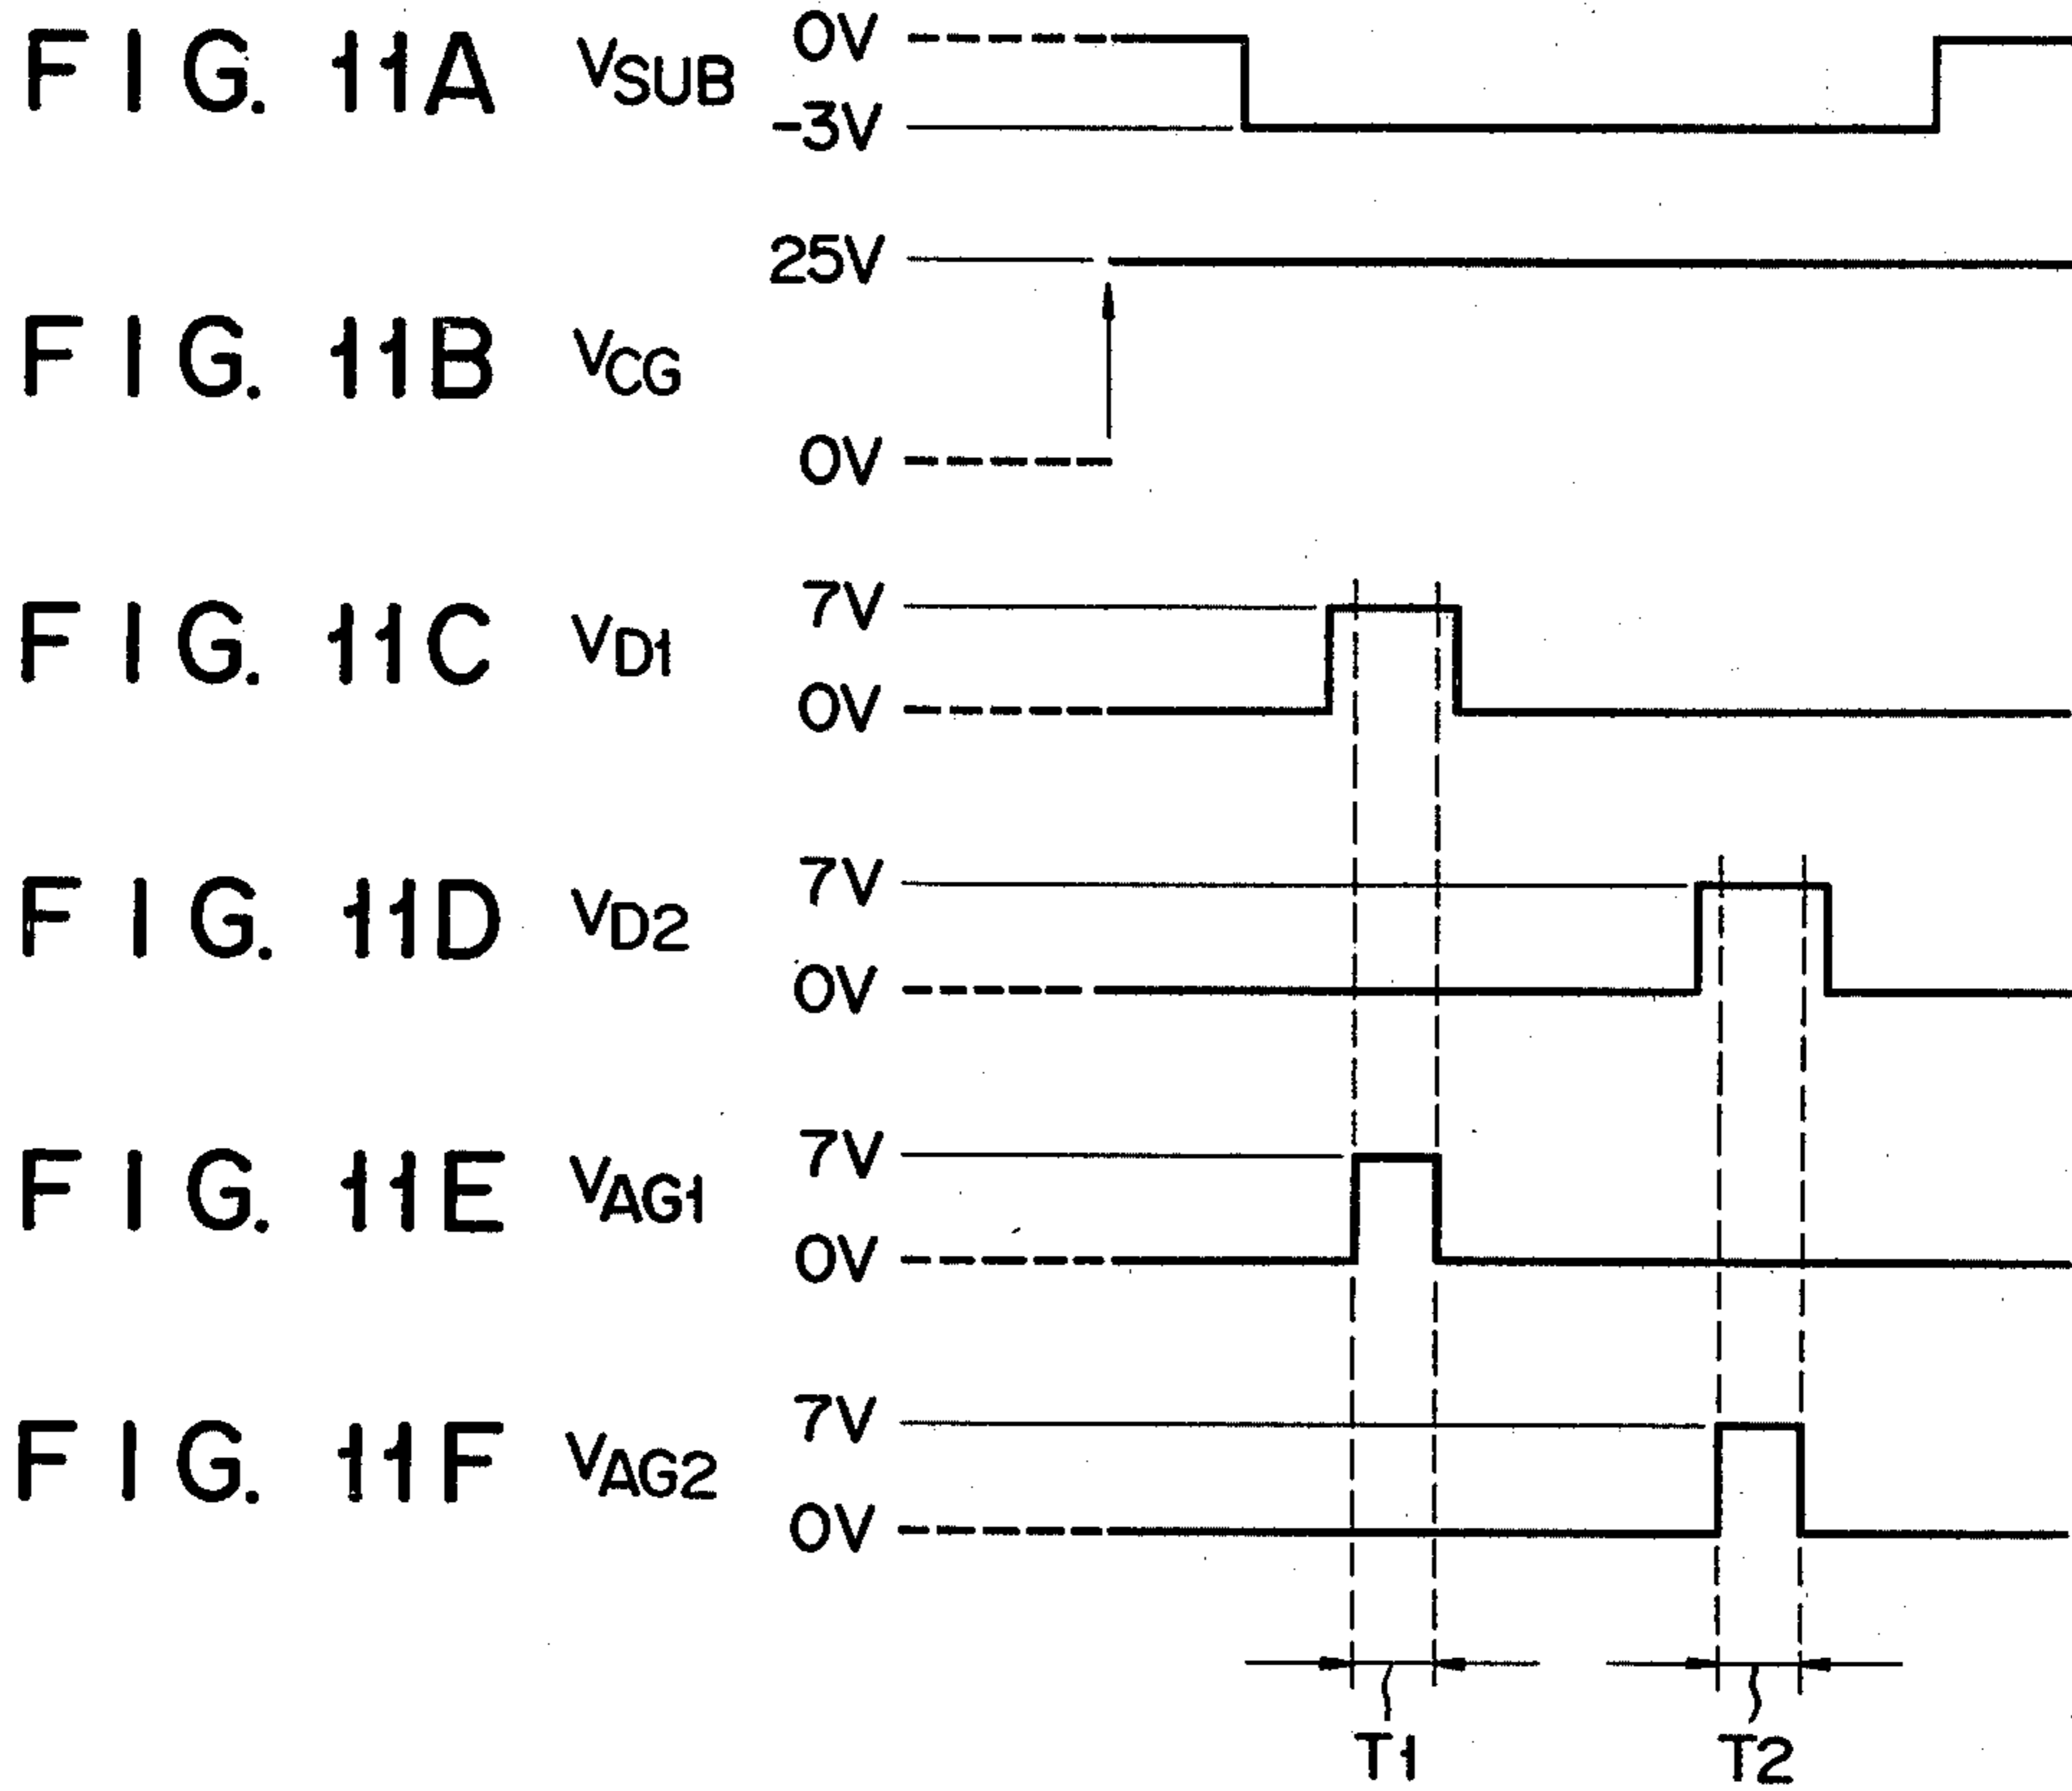 FIG. 11A VSUB 0V
-3V
25V
FIG. 11B VCG
0V
7V
FIG. 11C VD1
0V
7V
FIG. 11D VD2
0V
7V
FIG. 11E VAG1
0V
7V
FIG. 11F VAG2
0V
T1 T2